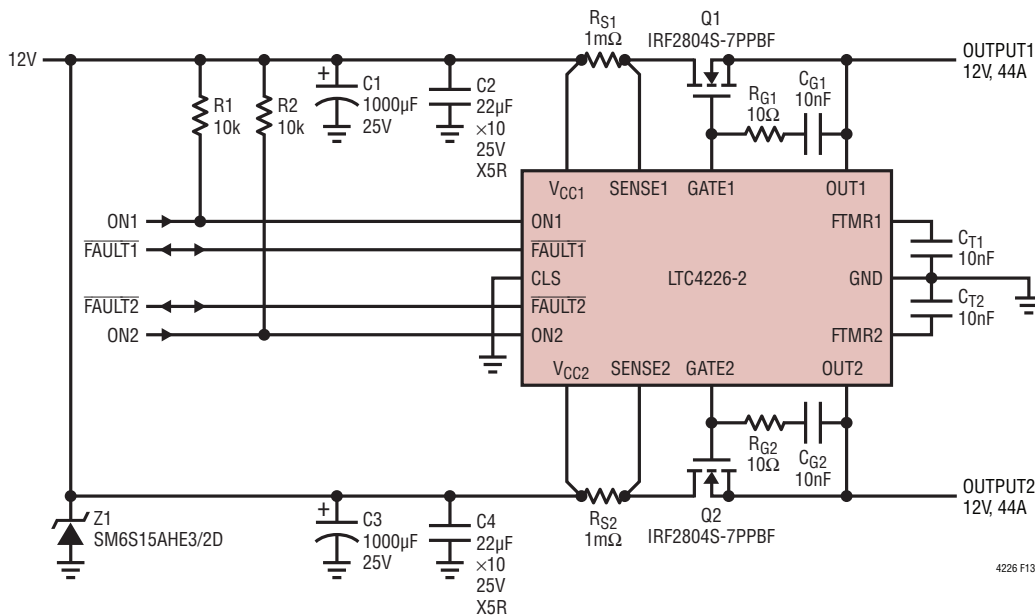 RS1
1mΩ
Q1
IRF2804S-7PPBF
12V
OUTPUT1
12V, 44A
R1
10k
R2
10k
+
C1
1000µF
25V
C2
22µF
×10
25V
X5R
RG1
10Ω
CG1
10nF
VCC1
SENSE1
GATE1
OUT1
ON1
ON1
FTMR1
CT1
10nF
FAULT1
FAULT1
CLS
LTC4226-2
GND
FAULT2
FAULT2
CT2
10nF
ON2
ON2
FTMR2
VCC2
SENSE2
GATE2
OUT2
RG2
10Ω
CG2
10nF
Z1
SM6S15AHE3/2D
+
C3
1000µF
25V
C4
22µF
×10
25V
X5R
RS2
1mΩ
Q2
IRF2804S-7PPBF
OUTPUT2
12V, 44A
4226 F13